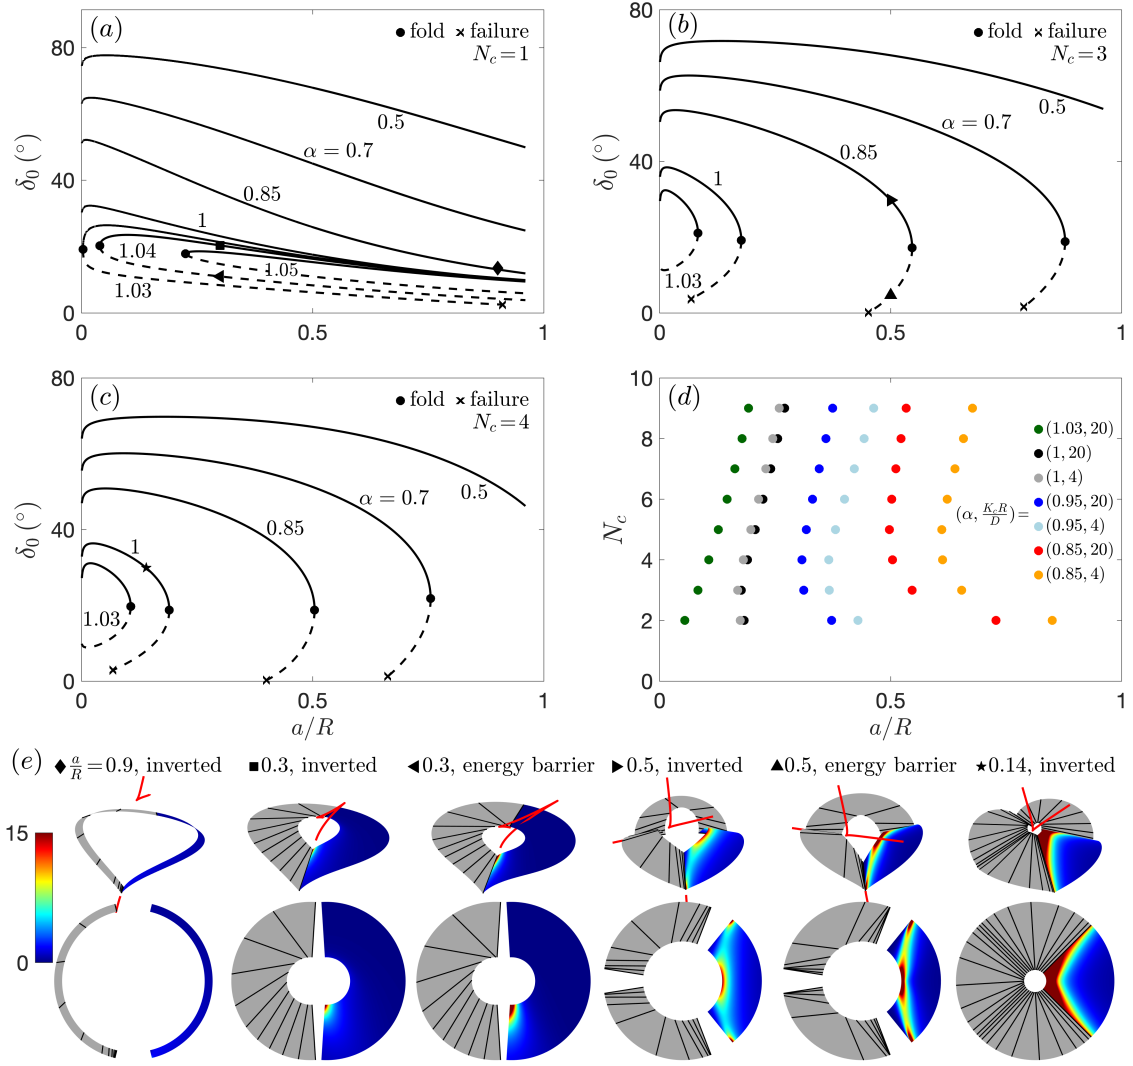 (a)
fold failure
N_c = 1
80
40
0
δ₀ (°)
0.5
α = 0.7
0.85
1
1.04
1.05
1.03
0
0.5
1
(b)
fold failure
N_c = 3
80
40
0
δ₀ (°)
0.5
α = 0.7
0.85
1
1.03
0
0.5
1
(c)
fold failure
N_c = 4
80
40
0
δ₀ (°)
0.5
α = 0.7
0.85
1
1.03
0
0.5
1
a/R
(d)
10
8
6
4
2
0
N_c
(α, K_cR/D) =
(1.03, 20)
(1, 20)
(1, 4)
(0.95, 20)
(0.95, 4)
(0.85, 20)
(0.85, 4)
0
0.5
1
a/R
(e)
a/R = 0.9, inverted
0.3, inverted
0.3, energy barrier
0.5, inverted
0.5, energy barrier
0.14, inverted
15
0